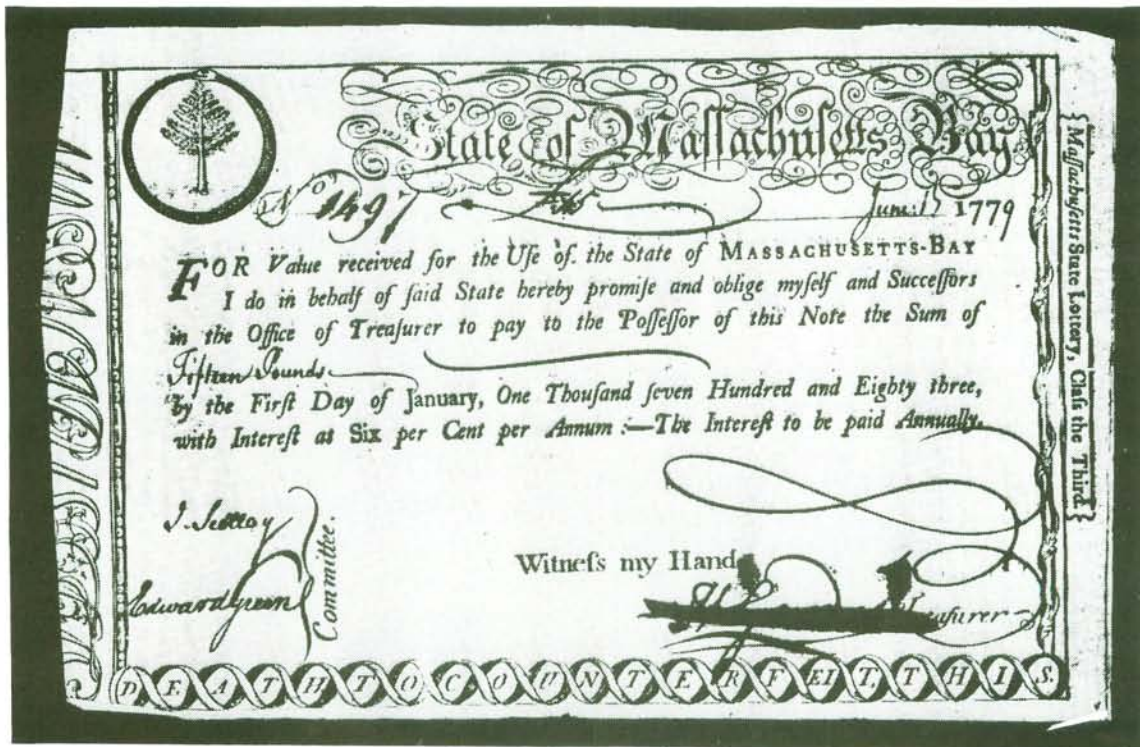 State of Maſſachuſetts Bay
No 1497 June 1779
FOR Value received for the Uſe of. the State of MASSACHUSETTS-BAY
I do in behalf of ſaid State hereby promiſe and oblige myſelf and Succeſſors
in the Office of Treaſurer to pay to the Poſſeſſor of this Note the Sum of
Fifteen Pounds
by the Firſt Day of January, One Thouſand ſeven Hundred and Eighty three,
with Intereſt at Six per Cent per Annum :—The Intereſt to be paid Annually.
J. Scollay
Edward Green
Committee.
Witneſs my Hand
aſurer
DEATH TO COUNTERFEIT THIS.
{Maſſachuſetts State Lottery, Claſs the Third}